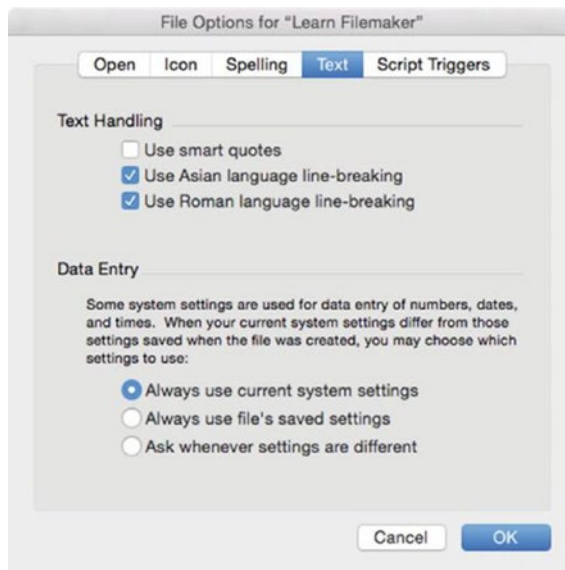 File Options for “Learn Filemaker”
Open Icon Spelling Text Script Triggers
Text Handling
Use smart quotes
Use Asian language line-breaking
Use Roman language line-breaking
Data Entry
Some system settings are used for data entry of numbers, dates,
and times. When your current system settings differ from those
settings saved when the file was created, you may choose which
settings to use:
Always use current system settings
Always use file's saved settings
Ask whenever settings are different
Cancel OK